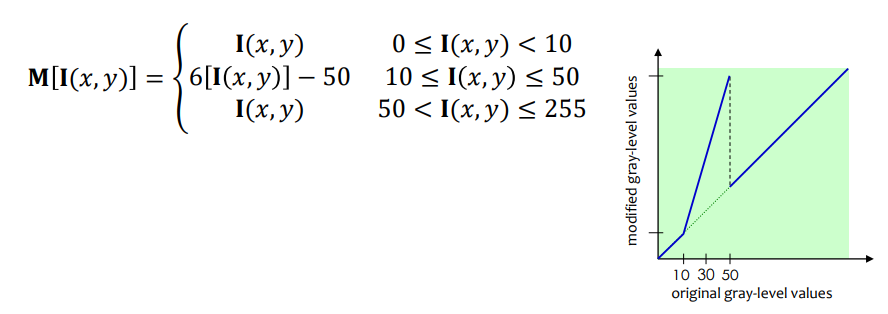 M[I(x, y)] = { I(x, y) 0 ≤ I(x, y) < 10
6[I(x, y)] − 50 10 ≤ I(x, y) ≤ 50
I(x, y) 50 < I(x, y) ≤ 255
modified gray-level values
10 30 50
original gray-level values